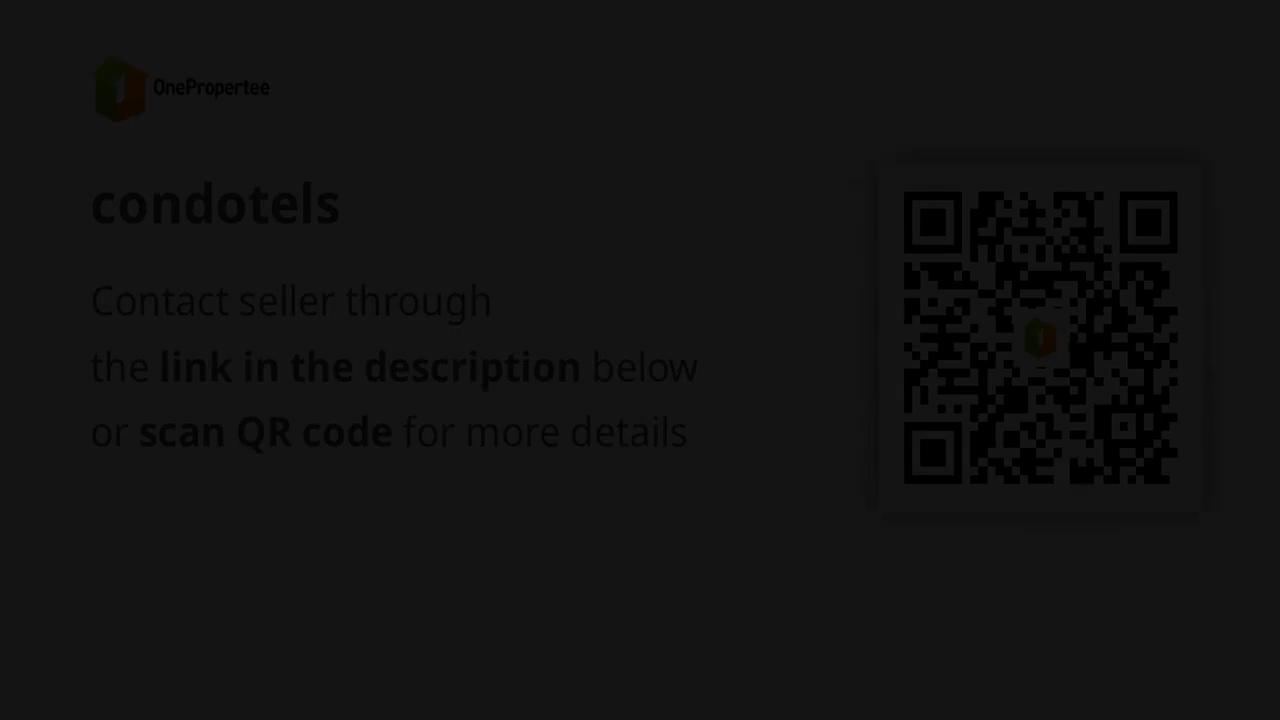 OnePropertee
condotels
Contact seller through
the link in the description below
or scan QR code for more details